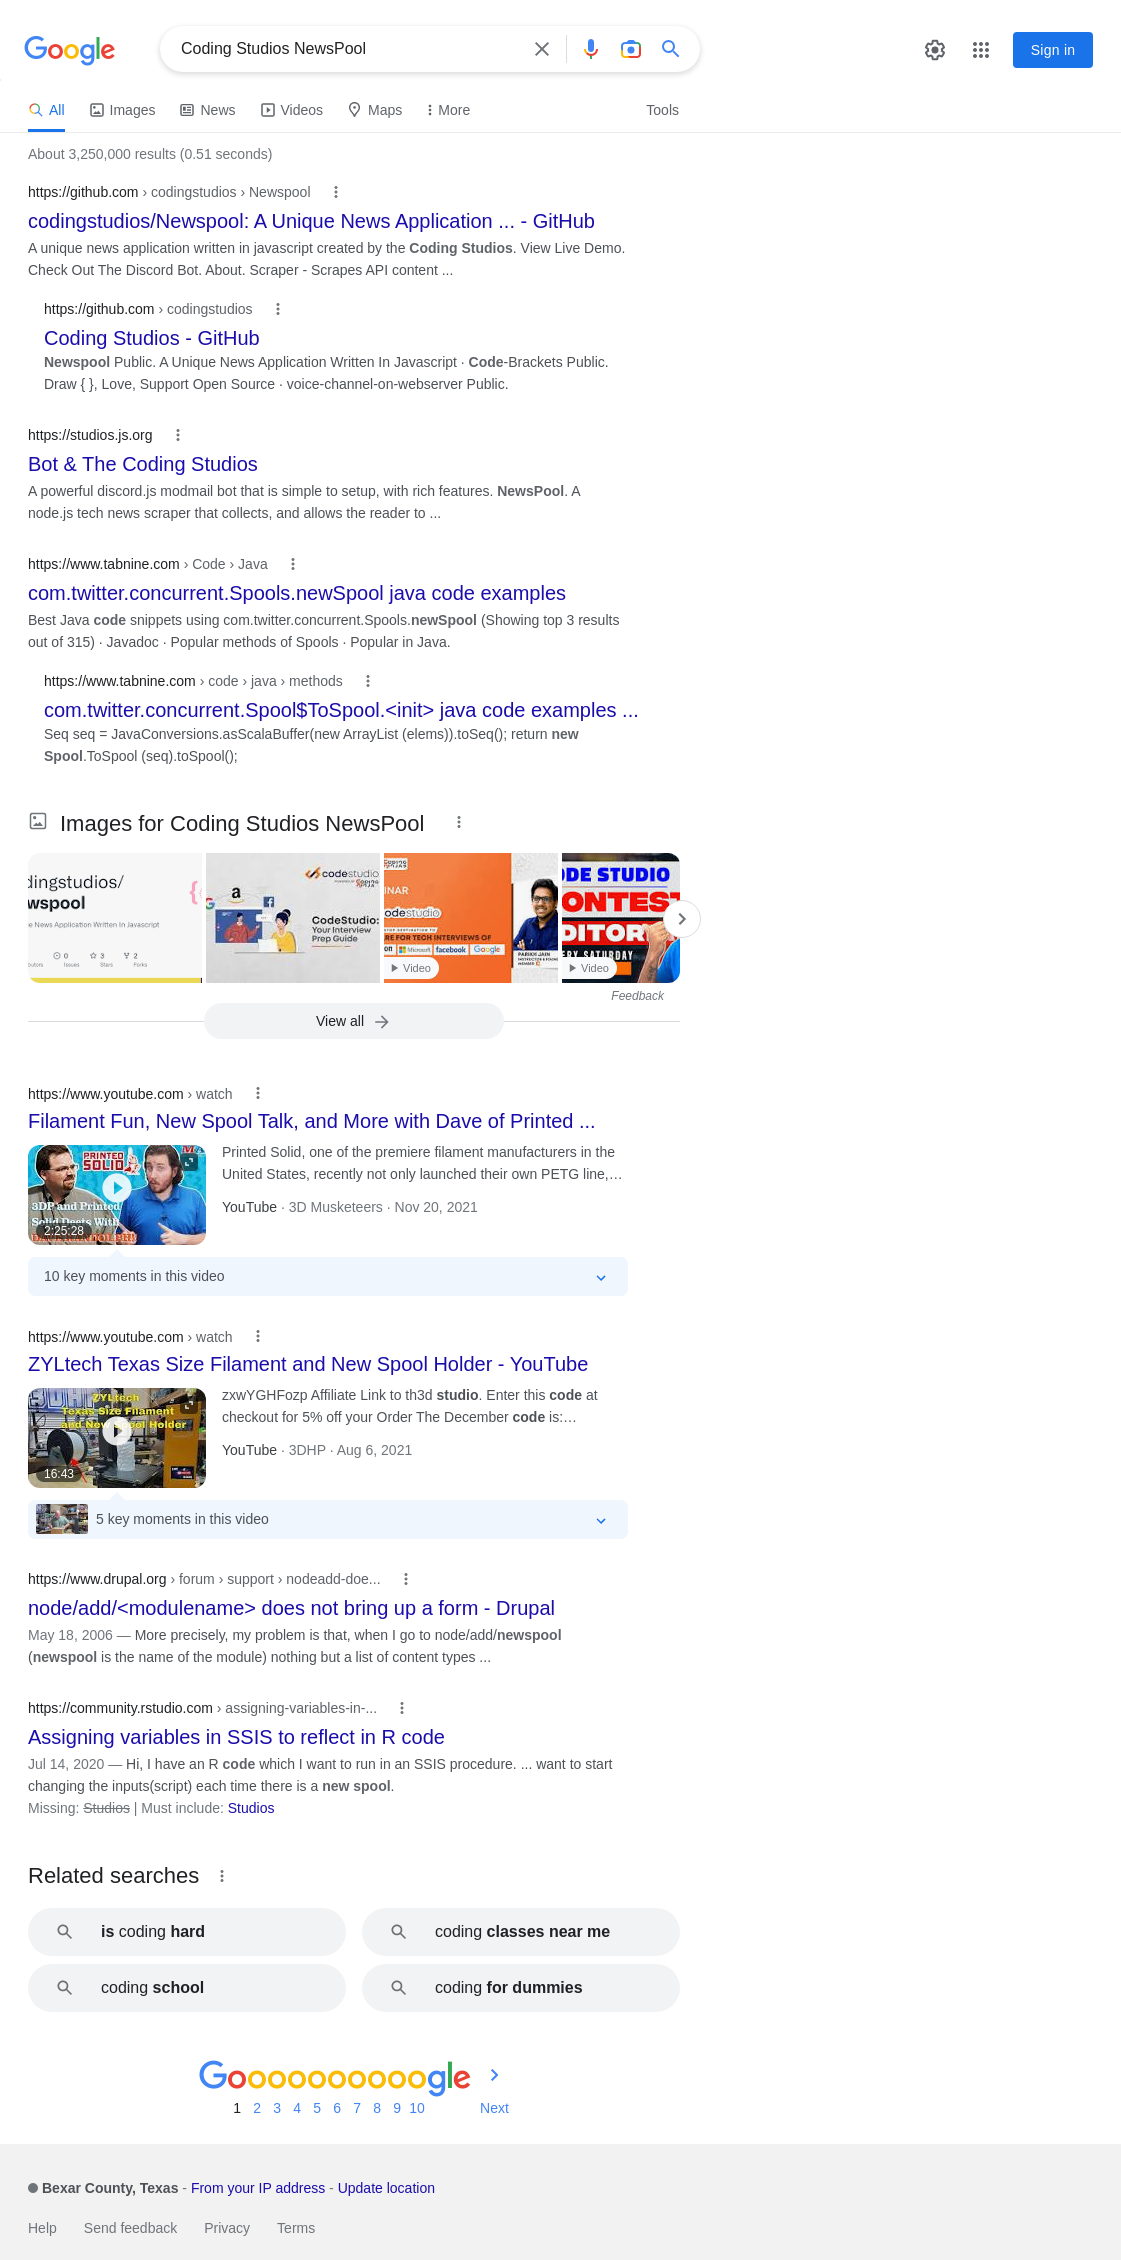 Google
Coding Studios NewsPool
Sign in
All
Images
News
Videos
Maps
More
Tools
About 3,250,000 results (0.51 seconds)
https://github.com › codingstudios › Newspool
codingstudios/Newspool: A Unique News Application ... - GitHub
A unique news application written in javascript created by the Coding Studios. View Live Demo.
Check Out The Discord Bot. About. Scraper - Scrapes API content ...
https://github.com › codingstudios
Coding Studios - GitHub
Newspool Public. A Unique News Application Written In Javascript · Code-Brackets Public.
Draw { }, Love, Support Open Source · voice-channel-on-webserver Public.
https://studios.js.org
Bot & The Coding Studios
A powerful discord.js modmail bot that is simple to setup, with rich features. NewsPool. A
node.js tech news scraper that collects, and allows the reader to ...
https://www.tabnine.com › Code › Java
com.twitter.concurrent.Spools.newSpool java code examples
Best Java code snippets using com.twitter.concurrent.Spools.newSpool (Showing top 3 results
out of 315) · Javadoc · Popular methods of Spools · Popular in Java.
https://www.tabnine.com › code › java › methods
com.twitter.concurrent.Spool$ToSpool.<init> java code examples ...
Seq seq = JavaConversions.asScalaBuffer(new ArrayList (elems)).toSeq(); return new
Spool.ToSpool (seq).toSpool();
Images for Coding Studios NewsPool
dingstudios/
wspool
e News Application Written In Javascript
0
3
2
utors
Issues
Stars
Forks
codestudio
CodeStudio:
Your Interview
Prep Guide
INAR
odestudio
RE FOR TECH INTERVIEWS OF
on
Microsoft
facebook
Google
PARIKH JAIN
Video
ODE STUDIO
ONTEST
DITOR
ERY SATURDAY
Video
Feedback
View all
https://www.youtube.com › watch
Filament Fun, New Spool Talk, and More with Dave of Printed ...
PRINTED
SOLID
3DP and Printed
Solid Deets With
2:25:28
Printed Solid, one of the premiere filament manufacturers in the
United States, recently not only launched their own PETG line,…
YouTube · 3D Musketeers · Nov 20, 2021
10 key moments in this video
https://www.youtube.com › watch
ZYLtech Texas Size Filament and New Spool Holder - YouTube
ZYLtech
Texas Size Filament
and New Spool Holder
16:43
zxwYGHFozp Affiliate Link to th3d studio. Enter this code at
checkout for 5% off your Order The December code is:…
YouTube · 3DHP · Aug 6, 2021
5 key moments in this video
https://www.drupal.org › forum › support › nodeadd-doe...
node/add/<modulename> does not bring up a form - Drupal
May 18, 2006 — More precisely, my problem is that, when I go to node/add/newspool
(newspool is the name of the module) nothing but a list of content types ...
https://community.rstudio.com › assigning-variables-in-...
Assigning variables in SSIS to reflect in R code
Jul 14, 2020 — Hi, I have an R code which I want to run in an SSIS procedure. ... want to start
changing the inputs(script) each time there is a new spool.
Missing: Studios | Must include: Studios
Related searches
is coding hard
coding classes near me
coding school
coding for dummies
Goooooooooogle
1 2 3 4 5 6 7 8 9 10 Next
Bexar County, Texas - From your IP address - Update location
Help
Send feedback
Privacy
Terms